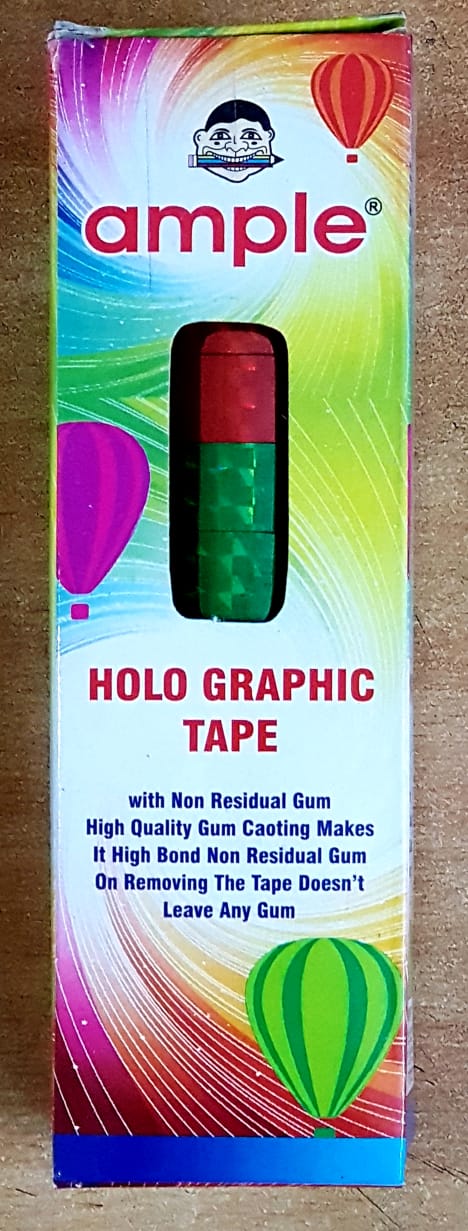 ample®
HOLO GRAPHIC
TAPE
with Non Residual Gum
High Quality Gum Caoting Makes
It High Bond Non Residual Gum
On Removing The Tape Doesn't
Leave Any Gum